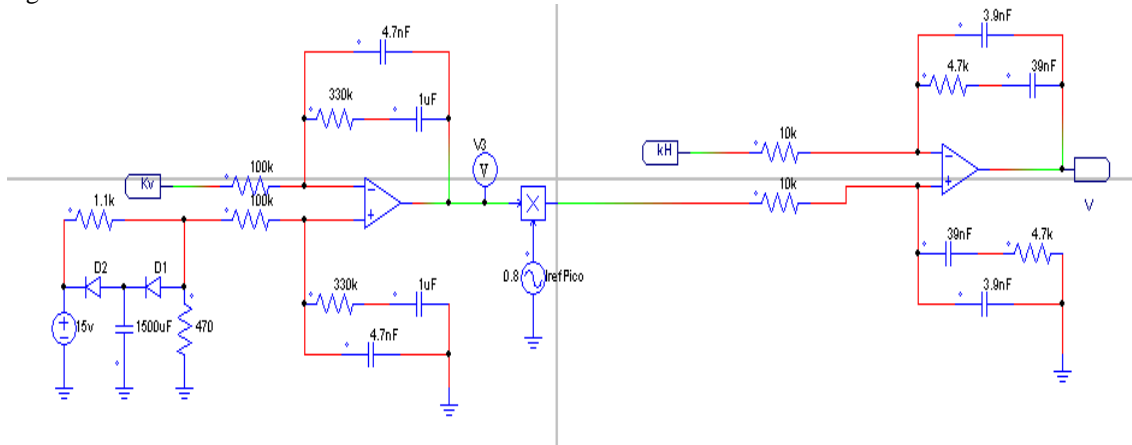 4.7nF
330k
1uF
V3
V
100k
Kv
100k
1.1k
D2
D1
15v
1500uF
470
330k
1uF
4.7nF
X
0.8
IrefPico
3.9nF
4.7k
39nF
10k
kH
10k
V
39nF
4.7k
3.9nF